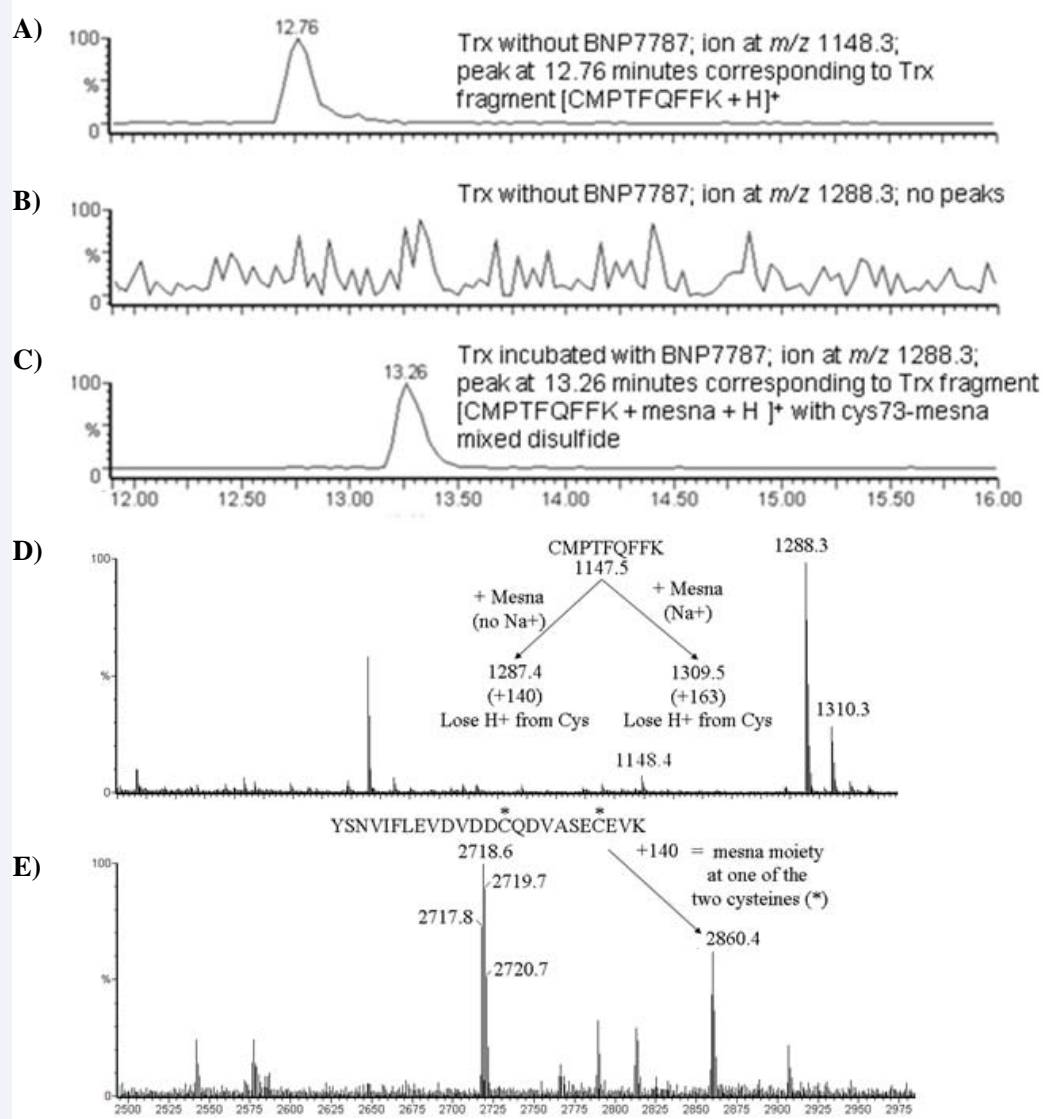 A)
100
%
0
12.76
Trx without BNP7787; ion at m/z 1148.3;
peak at 12.76 minutes corresponding to Trx
fragment [CMPTFQFFK + H]+
B)
100
%
0
Trx without BNP7787; ion at m/z 1288.3; no peaks
C)
100
%
0
13.26
Trx incubated with BNP7787; ion at m/z 1288.3;
peak at 13.26 minutes corresponding to Trx fragment
[CMPTFQFFK + mesna + H ]+ with cys73-mesna
mixed disulfide
12.00 12.50 13.00 13.50 14.00 14.50 15.00 15.50 16.00
D)
100
%
0
CMPTFQFFK
1147.5
+ Mesna
(no Na+)
+ Mesna
(Na+)
1287.4
(+140)
Lose H+ from Cys
1309.5
(+163)
Lose H+ from Cys
1148.4
1288.3
1310.3
* *
YSNVIFLEVDVDDCQDVASECEVK
E)
100
%
0
2718.6
2719.7
2717.8
2720.7
+140 = mesna moiety
at one of the
two cysteines (*)
2860.4
2500 2525 2550 2575 2600 2625 2650 2675 2700 2725 2750 2775 2800 2825 2850 2875 2900 2925 2950 2975